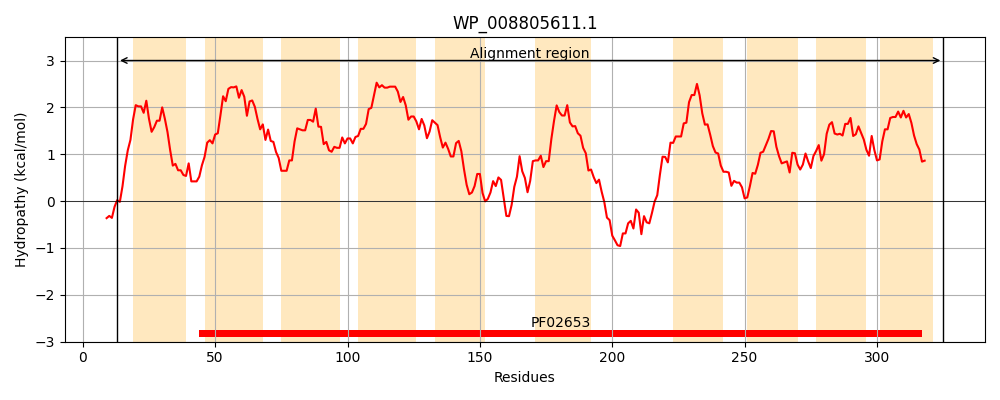 WP_008805611.1
Hydropathy (kcal/mol)
3
2
1
0
−1
−2
−3
Alignment region
PF02653
0 50 100 150 200 250 300
Residues